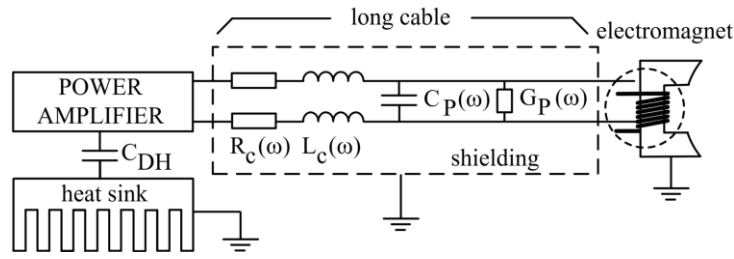 long cable
electromagnet
POWER
AMPLIFIER
C_P(ω)
G_P(ω)
R_c(ω)
L_c(ω)
C_DH
shielding
heat sink